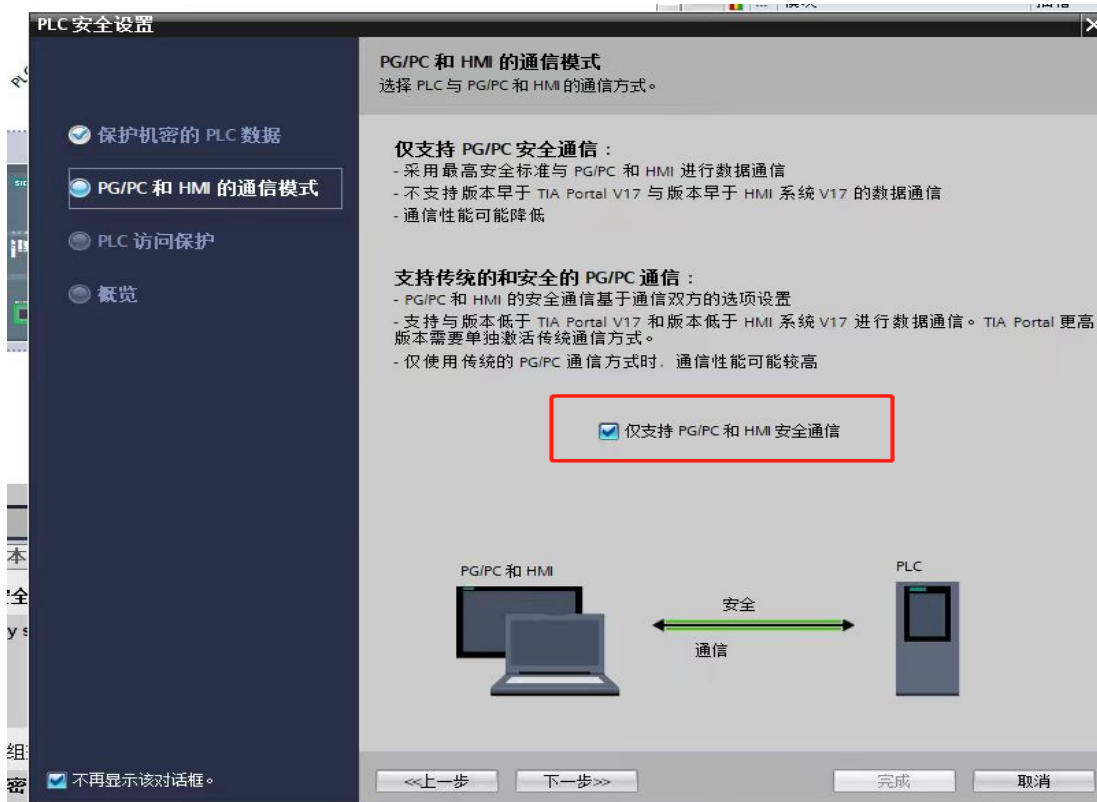 PLC 安全设置
PG/PC 和 HMI 的通信模式
选择 PLC 与 PG/PC 和 HMI 的通信方式。
保护机密的 PLC 数据
PG/PC 和 HMI 的通信模式
PLC 访问保护
概览
仅支持 PG/PC 安全通信：
- 采用最高安全标准与 PG/PC 和 HMI 进行数据通信
- 不支持版本早于 TIA Portal V17 与版本早于 HMI 系统 V17 的数据通信
- 通信性能可能降低
支持传统的和安全的 PG/PC 通信：
- PG/PC 和 HMI 的安全通信基于通信双方的选项设置
- 支持与版本低于 TIA Portal V17 和版本低于 HMI 系统 V17 进行数据通信。TIA Portal 更高
版本需要单独激活传统通信方式。
- 仅使用传统的 PG/PC 通信方式时，通信性能可能较高
仅支持 PG/PC 和 HMI 安全通信
PG/PC 和 HMI
PLC
安全
通信
本
全
y s
组
密
不再显示该对话框。
<<上一步
下一步>>
完成
取消